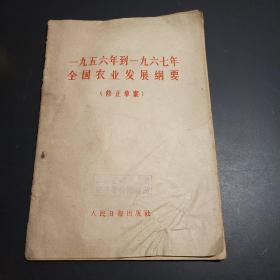 一九五六年到一九六七年
全国农业发展綱要
(修正草案)
人民日报出版社